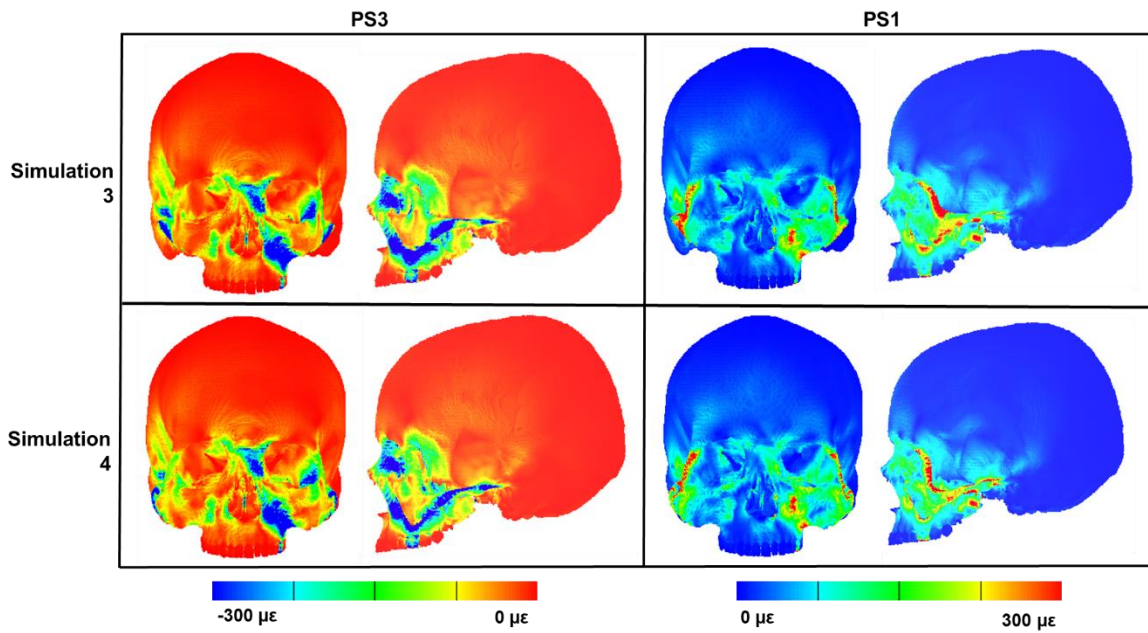 PS3
PS1
Simulation
3
Simulation
4
-300 µε
0 µε
0 µε
300 µε